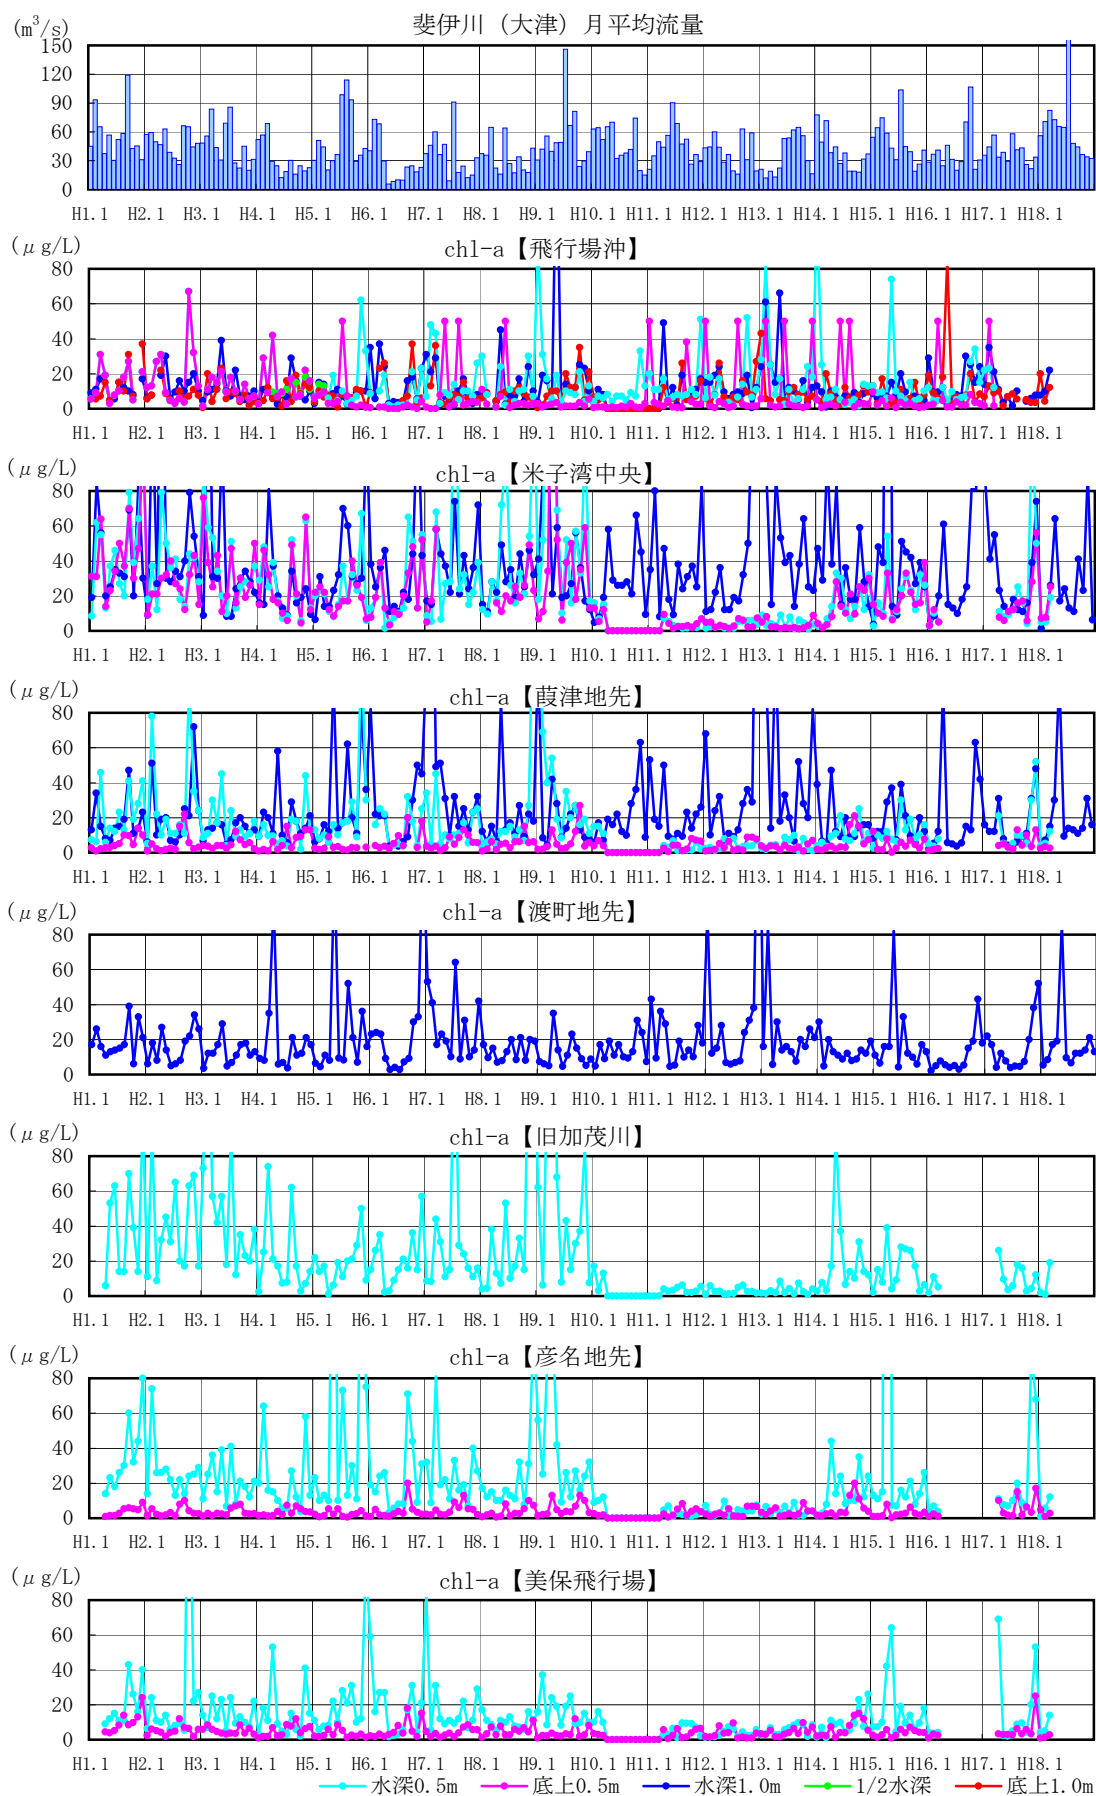 斐伊川（大津）月平均流量
(m³/s)
150
120
90
60
30
0
H1.1 H2.1 H3.1 H4.1 H5.1 H6.1 H7.1 H8.1 H9.1 H10.1 H11.1 H12.1 H13.1 H14.1 H15.1 H16.1 H17.1 H18.1
(μg/L)
chl-a【飛行場沖】
80
60
40
20
0
H1.1 H2.1 H3.1 H4.1 H5.1 H6.1 H7.1 H8.1 H9.1 H10.1 H11.1 H12.1 H13.1 H14.1 H15.1 H16.1 H17.1 H18.1
(μg/L)
chl-a【米子湾中央】
80
60
40
20
0
H1.1 H2.1 H3.1 H4.1 H5.1 H6.1 H7.1 H8.1 H9.1 H10.1 H11.1 H12.1 H13.1 H14.1 H15.1 H16.1 H17.1 H18.1
(μg/L)
chl-a【葭津地先】
80
60
40
20
0
H1.1 H2.1 H3.1 H4.1 H5.1 H6.1 H7.1 H8.1 H9.1 H10.1 H11.1 H12.1 H13.1 H14.1 H15.1 H16.1 H17.1 H18.1
(μg/L)
chl-a【渡町地先】
80
60
40
20
0
H1.1 H2.1 H3.1 H4.1 H5.1 H6.1 H7.1 H8.1 H9.1 H10.1 H11.1 H12.1 H13.1 H14.1 H15.1 H16.1 H17.1 H18.1
(μg/L)
chl-a【旧加茂川】
80
60
40
20
0
H1.1 H2.1 H3.1 H4.1 H5.1 H6.1 H7.1 H8.1 H9.1 H10.1 H11.1 H12.1 H13.1 H14.1 H15.1 H16.1 H17.1 H18.1
(μg/L)
chl-a【彦名地先】
80
60
40
20
0
H1.1 H2.1 H3.1 H4.1 H5.1 H6.1 H7.1 H8.1 H9.1 H10.1 H11.1 H12.1 H13.1 H14.1 H15.1 H16.1 H17.1 H18.1
(μg/L)
chl-a【美保飛行場】
80
60
40
20
0
H1.1 H2.1 H3.1 H4.1 H5.1 H6.1 H7.1 H8.1 H9.1 H10.1 H11.1 H12.1 H13.1 H14.1 H15.1 H16.1 H17.1 H18.1
水深0.5m 底上0.5m 水深1.0m 1/2水深 底上1.0m